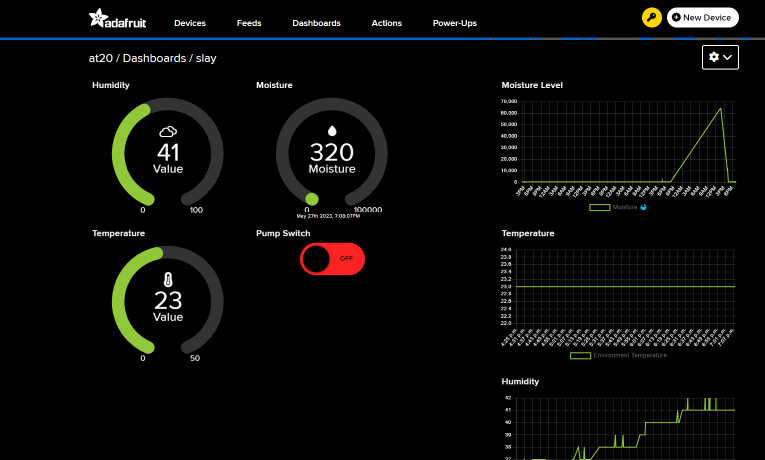 adafruit
Devices Feeds Dashboards Actions Power-Ups
New Device
at20 / Dashboards / slay
Humidity
41
Value
0 100
Moisture
320
Moisture
0 100000
May 27th 2023, 7:08:07PM
Moisture Level
70,000
60,000
50,000
40,000
30,000
20,000
10,000
0
Moisture
Temperature
23
Value
0 50
Pump Switch
OFF
Temperature
24.0
23.8
23.6
23.4
23.2
23.0
22.8
22.6
22.4
22.2
22.0
Environment Temperature
Humidity
42
41
40
39
38
37